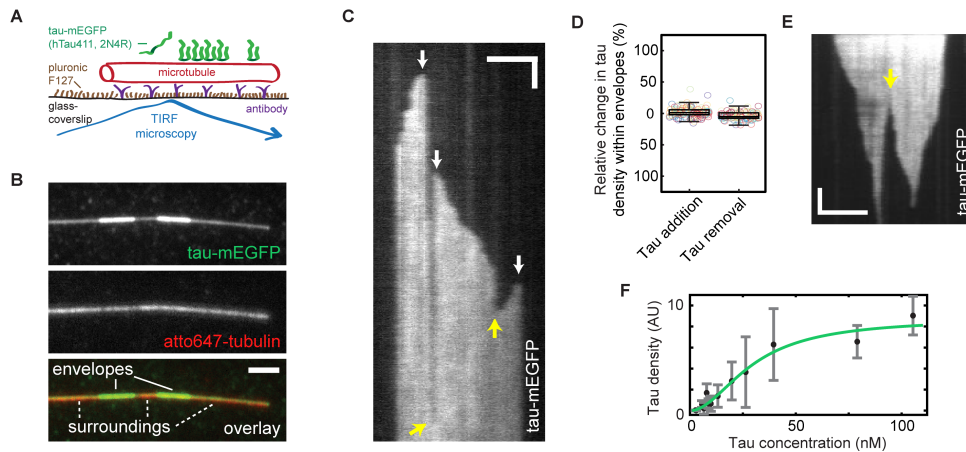 A
tau-mEGFP
(hTau411, 2N4R)
pluronic
F127
microtubule
glass-
coverslip
TIRF
microscopy
antibody
B
tau-mEGFP
atto647-tubulin
envelopes
surroundings
overlay
C
tau-mEGFP
D
Relative change in tau
density within envelopes (%)
100
50
0
50
100
Tau addition
Tau removal
E
tau-mEGFP
F
Tau density (AU)
10
0
0
50
100
Tau concentration (nM)